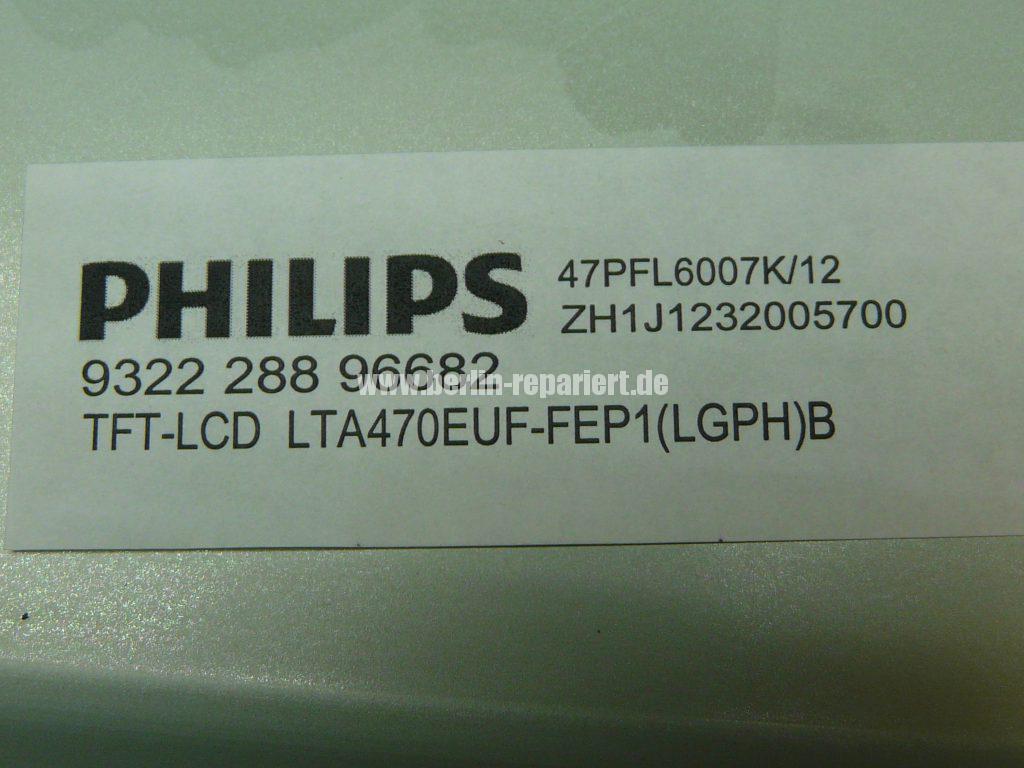 PHILIPS
47PFL6007K/12
ZH1J1232005700
9322 288 96682
www.berlin-repariert.de
TFT-LCD LTA470EUF-FEP1(LGPH)B